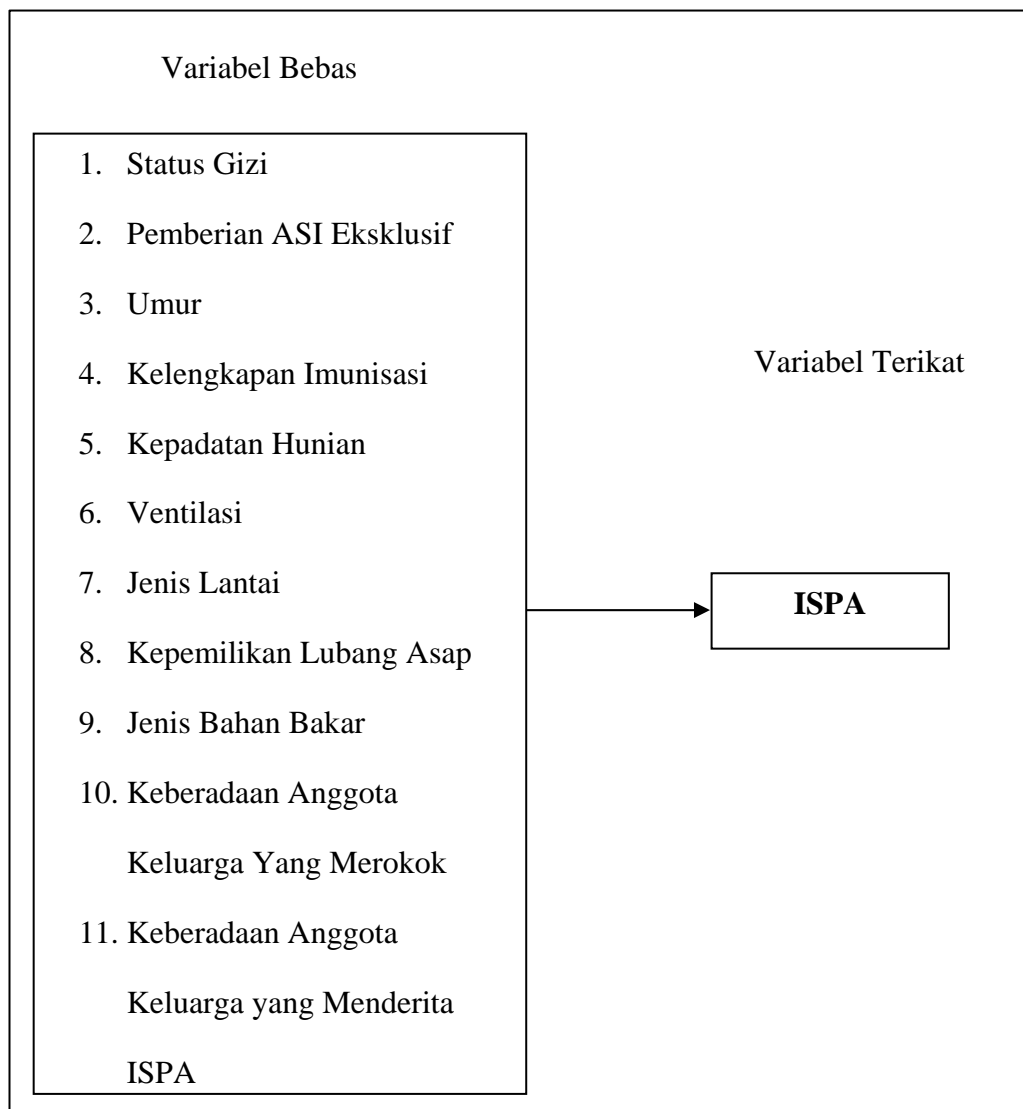 Variabel Bebas
1. Status Gizi
2. Pemberian ASI Eksklusif
3. Umur
4. Kelengkapan Imunisasi
5. Kepadatan Hunian
6. Ventilasi
7. Jenis Lantai
8. Kepemilikan Lubang Asap
9. Jenis Bahan Bakar
10. Keberadaan Anggota
Keluarga Yang Merokok
11. Keberadaan Anggota
Keluarga yang Menderita
ISPA
Variabel Terikat
ISPA